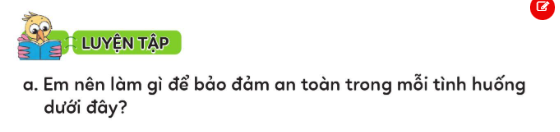 LUYỆN TẬP
a. Em nên làm gì để bảo đảm an toàn trong mỗi tình huống
dưới đây?